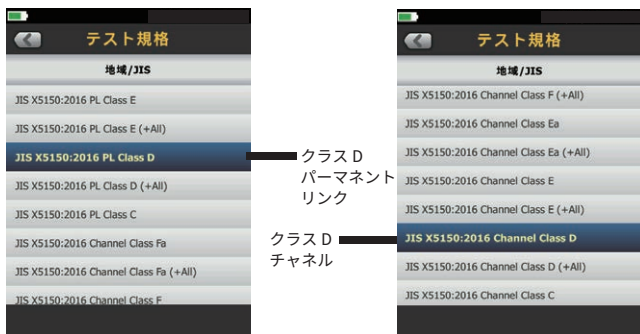 テスト規格
地域/JIS
JIS X5150:2016 PL Class E
JIS X5150:2016 PL Class E (+All)
JIS X5150:2016 PL Class D
JIS X5150:2016 PL Class D (+All)
JIS X5150:2016 PL Class C
JIS X5150:2016 Channel Class Fa
JIS X5150:2016 Channel Class Fa (+All)
JIS X5150:2016 Channel Class F
クラス D
パーマネント
リンク
クラス D
チャネル
テスト規格
地域/JIS
JIS X5150:2016 Channel Class F (+All)
JIS X5150:2016 Channel Class Ea
JIS X5150:2016 Channel Class Ea (+All)
JIS X5150:2016 Channel Class E
JIS X5150:2016 Channel Class E (+All)
JIS X5150:2016 Channel Class D
JIS X5150:2016 Channel Class D (+All)
JIS X5150:2016 Channel Class C